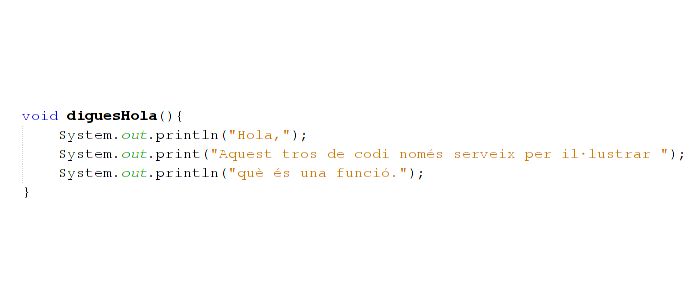 void diguesHola(){
System.out.println("Hola,");
System.out.print("Aquest tros de codi només serveix per il·lustrar ");
System.out.println("què és una funció.");
}